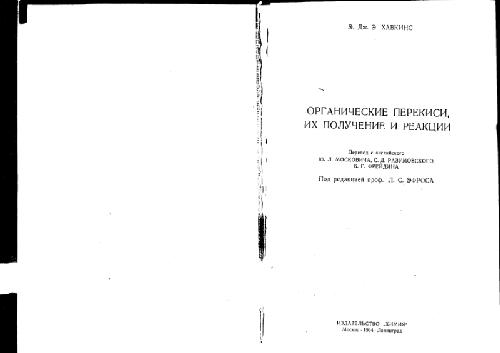 Э. Дж. Э. ХАВКИНС
ОРГАНИЧЕСКИЕ ПЕРЕКИСИ,
ИХ ПОЛУЧЕНИЕ И РЕАКЦИИ
Перевод с английского
Ю. Л. МОСКОВИЧА, С. Д. РАЗУМОВСКОГО
Б. Г. ФРЕЙДИНА
Под редакцией проф. Л. С. ЭФРОСА
ИЗДАТЕЛЬСТВО „ХИМИЯ“
Москва · 1964 · Ленинград